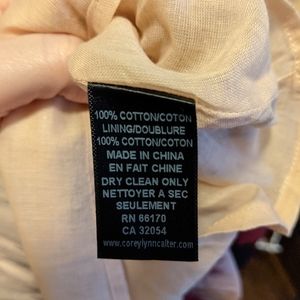 100% COTTON/COTON
LINING/DOUBLURE
100% COTTON/COTON
MADE IN CHINA
EN FAIT CHINE
DRY CLEAN ONLY
NETTOYER A SEC
SEULEMENT
RN 66170
CA 32054
www.coreylynncalter.com